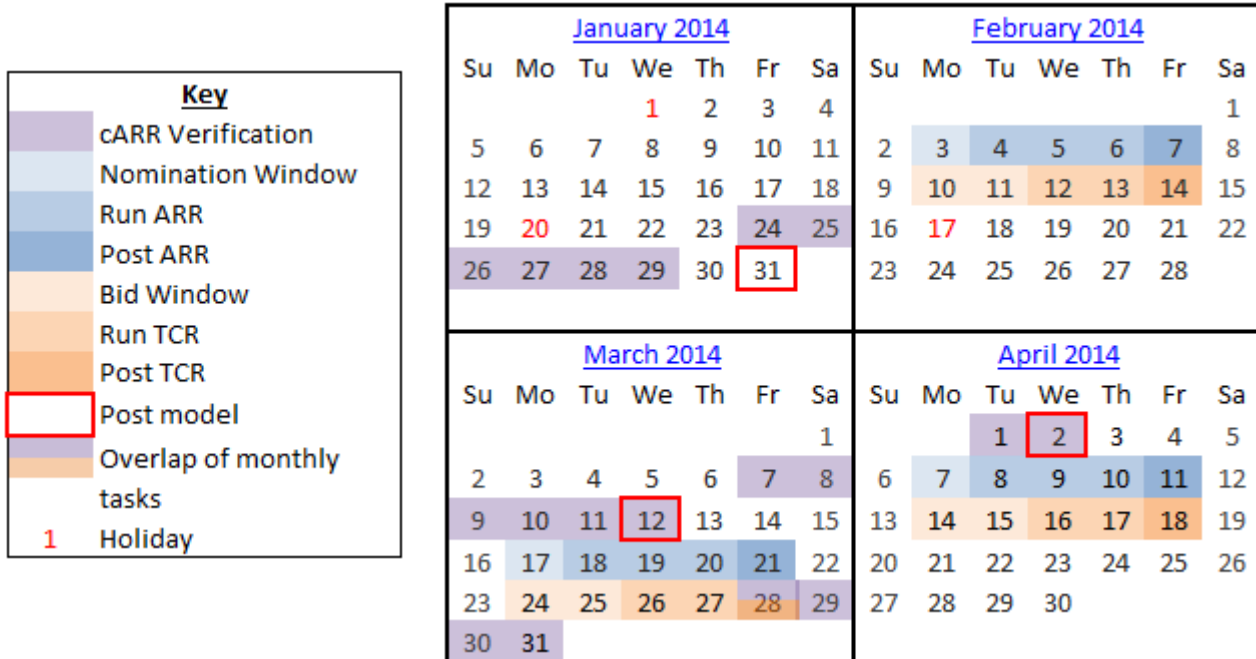 Key
cARR Verification
Nomination Window
Run ARR
Post ARR
Bid Window
Run TCR
Post TCR
Post model
Overlap of monthly
tasks
1 Holiday
January 2014
Su Mo Tu We Th Fr Sa
1 2 3 4
5 6 7 8 9 10 11
12 13 14 15 16 17 18
19 20 21 22 23 24 25
26 27 28 29 30 31
February 2014
Su Mo Tu We Th Fr Sa
1
2 3 4 5 6 7 8
9 10 11 12 13 14 15
16 17 18 19 20 21 22
23 24 25 26 27 28
March 2014
Su Mo Tu We Th Fr Sa
1
2 3 4 5 6 7 8
9 10 11 12 13 14 15
16 17 18 19 20 21 22
23 24 25 26 27 28 29
30 31
April 2014
Su Mo Tu We Th Fr Sa
1 2 3 4 5
6 7 8 9 10 11 12
13 14 15 16 17 18 19
20 21 22 23 24 25 26
27 28 29 30